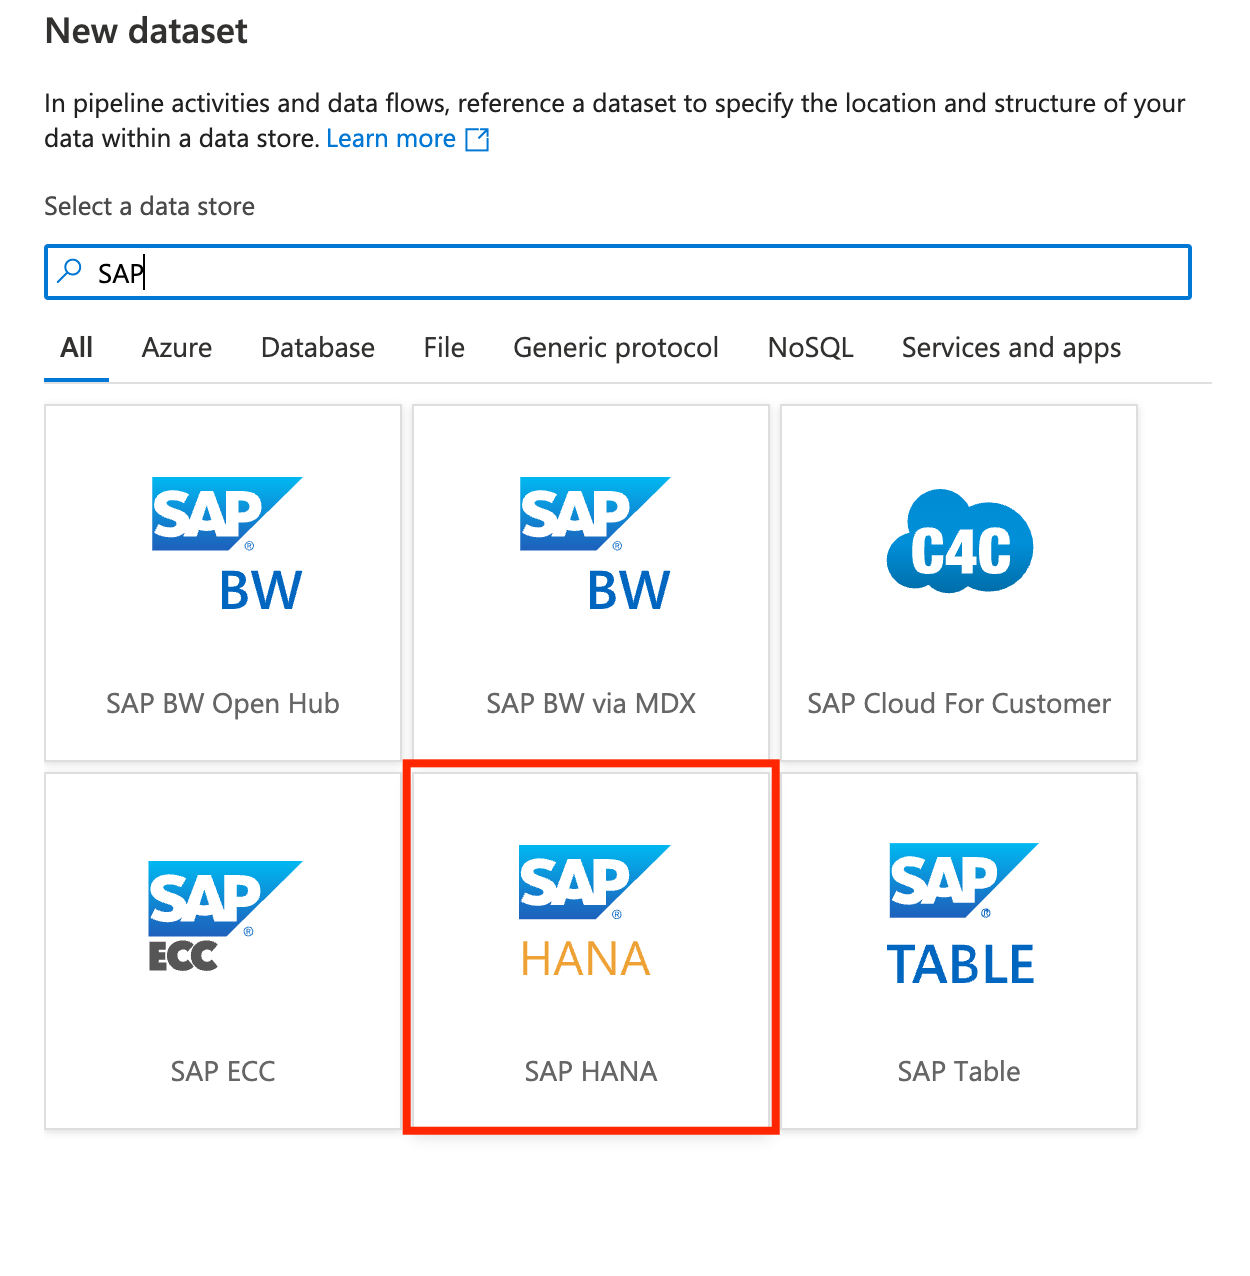 New dataset
In pipeline activities and data flows, reference a dataset to specify the location and structure of your
data within a data store. Learn more
Select a data store
SAP
All Azure Database File Generic protocol NoSQL Services and apps
SAP® BW
SAP® BW
C4C
SAP BW Open Hub
SAP BW via MDX
SAP Cloud For Customer
SAP® ECC
SAP® HANA
SAP® TABLE
SAP ECC
SAP HANA
SAP Table